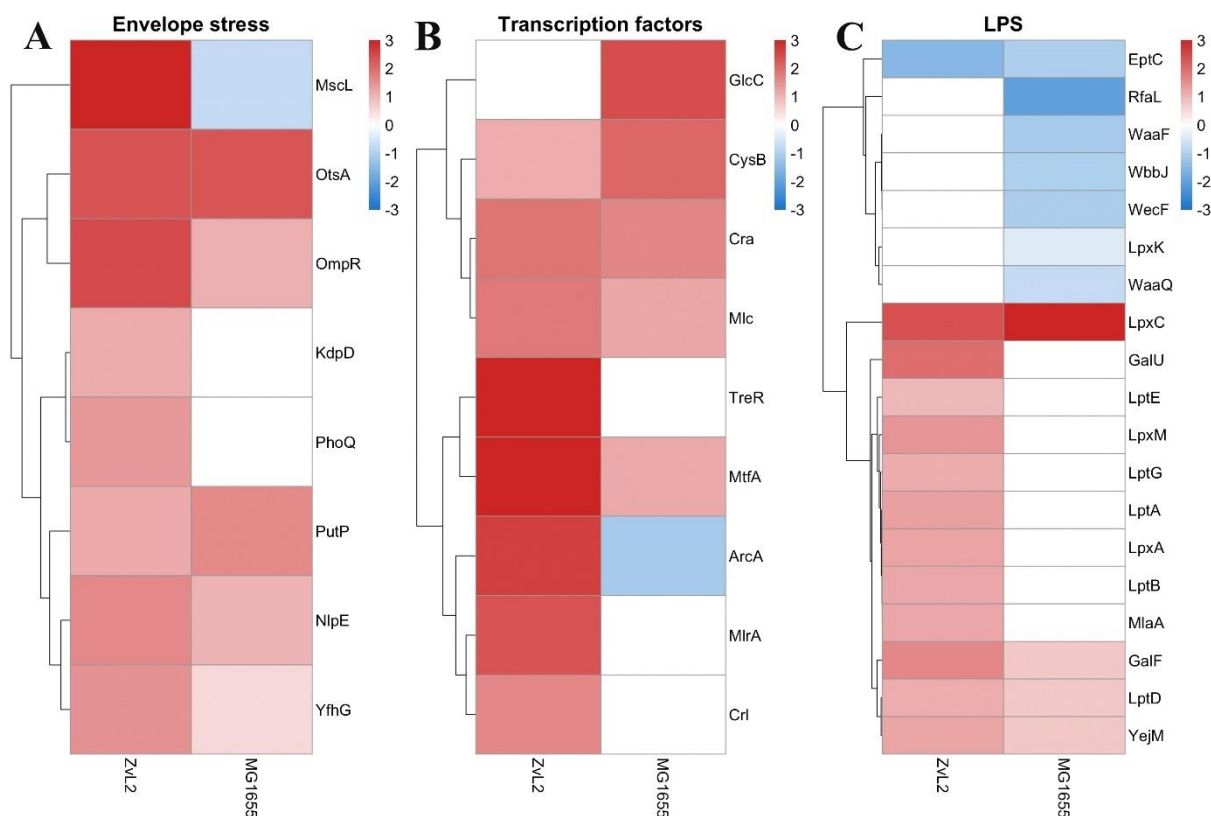 A
Envelope stress
3
2
1
0
-1
-2
-3
MscL
OtsA
OmpR
KdpD
PhoQ
PutP
NlpE
YfhG
ZvL2
MG1655
B
Transcription factors
3
2
1
0
-1
-2
-3
GlcC
CysB
Cra
Mlc
TreR
MtfA
ArcA
MlrA
Crl
ZvL2
MG1655
C
LPS
3
2
1
0
-1
-2
-3
EptC
RfaL
WaaF
WbbJ
WecF
LpxK
WaaQ
LpxC
GalU
LptE
LpxM
LptG
LptA
LpxA
LptB
MlaA
GalF
LptD
YejM
ZvL2
MG1655